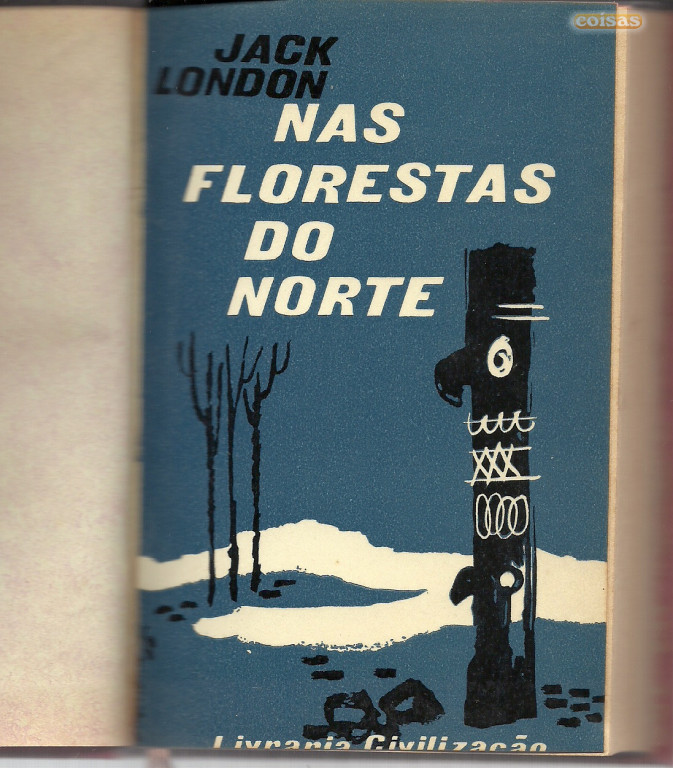 coisas
JACK
LONDON
NAS
FLORESTAS
DO
NORTE
Livraria Civilização